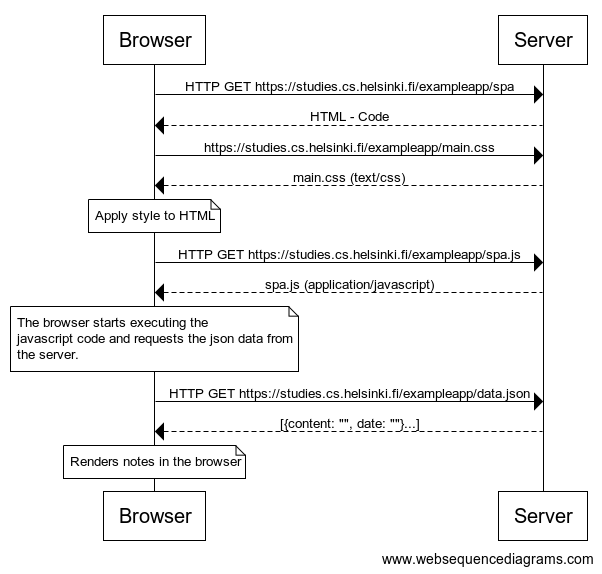 Browser
Server
HTTP GET https://studies.cs.helsinki.fi/exampleapp/spa
HTML - Code
https://studies.cs.helsinki.fi/exampleapp/main.css
main.css (text/css)
Apply style to HTML
HTTP GET https://studies.cs.helsinki.fi/exampleapp/spa.js
spa.js (application/javascript)
The browser starts executing the
javascript code and requests the json data from
the server.
HTTP GET https://studies.cs.helsinki.fi/exampleapp/data.json
[{content: "", date: ""}...]
Renders notes in the browser
Browser
Server
www.websequencediagrams.com